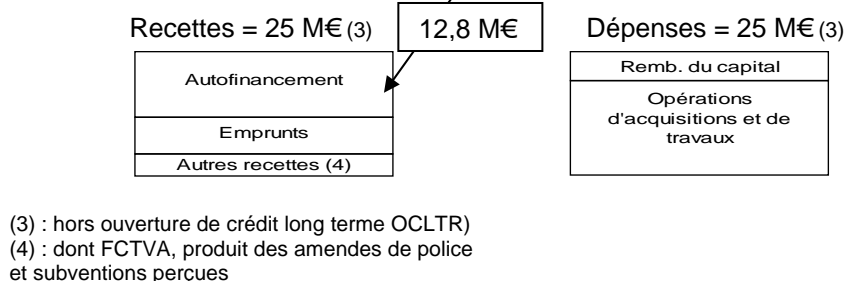 Recettes = 25 M€ (3)
12,8 M€
Dépenses = 25 M€ (3)
Autofinancement
Emprunts
Autres recettes (4)
Remb. du capital
Opérations
d'acquisitions et de
travaux
(3) : hors ouverture de crédit long terme OCLTR)
(4) : dont FCTVA, produit des amendes de police
et subventions perçues